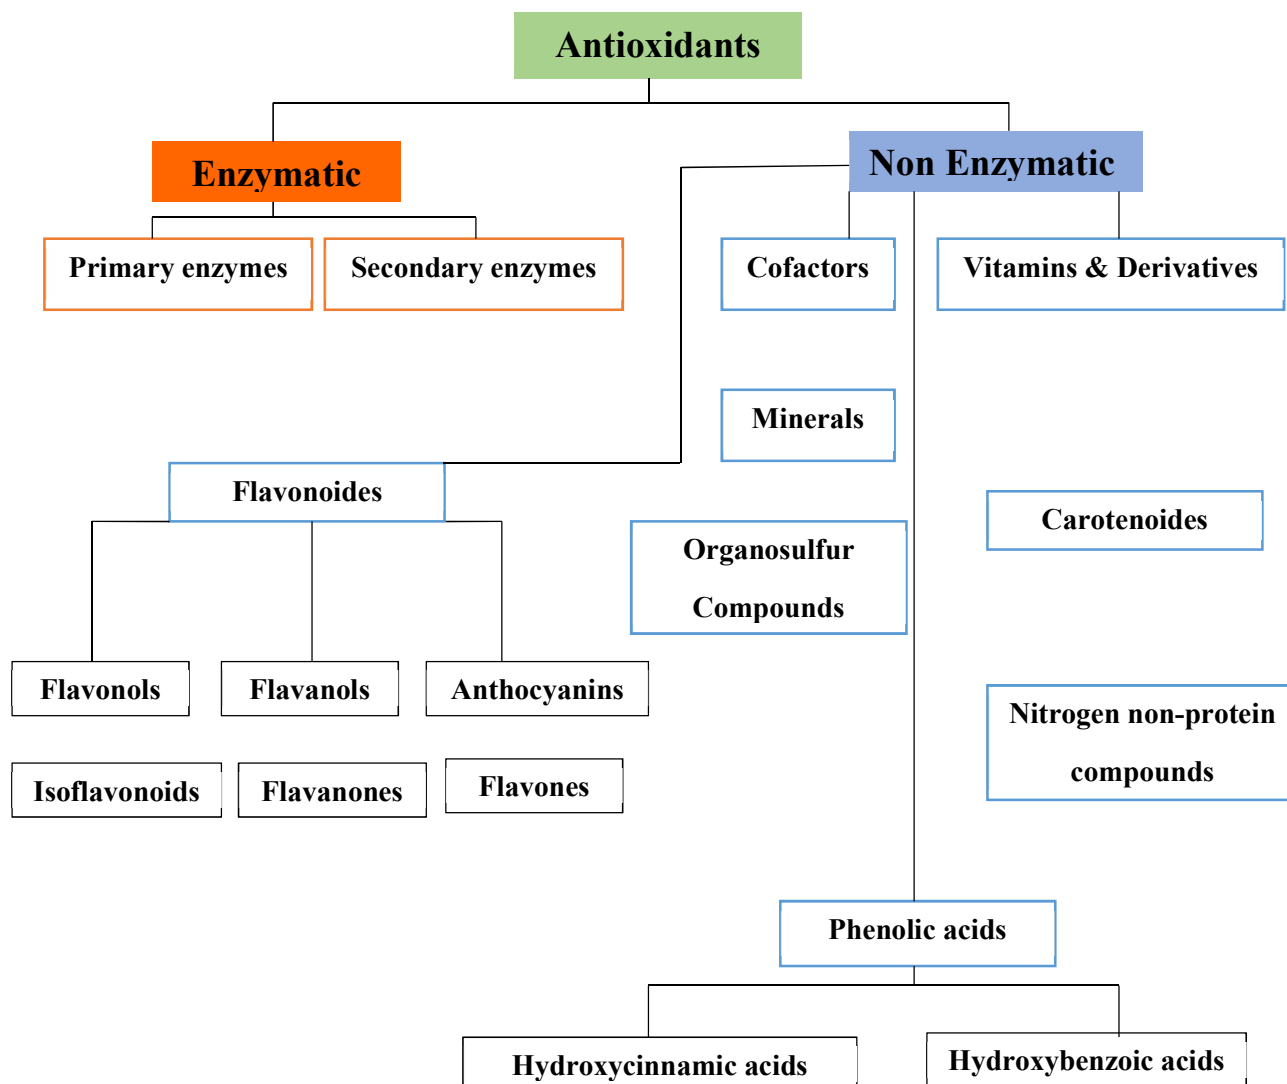 Antioxidants
Enzymatic
Non Enzymatic
Primary enzymes
Secondary enzymes
Cofactors
Vitamins & Derivatives
Minerals
Flavonoides
Carotenoides
Organosulfur
Compounds
Flavonols
Flavanols
Anthocyanins
Nitrogen non-protein
compounds
Isoflavonoids
Flavanones
Flavones
Phenolic acids
Hydroxycinnamic acids
Hydroxybenzoic acids